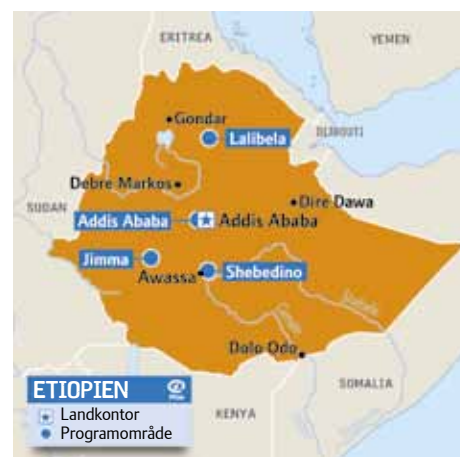 ERITREA
YEMEN
Gondar
Lalibela
DJIBOUTI
Debre Markos
Dire Dawa
SUDAN
Addis Ababa
Addis Ababa
Jimma
Awassa
Shebedino
Dolo Odo
ETIOPIEN
SOMALIA
Landkontor
KENYA
Programområde